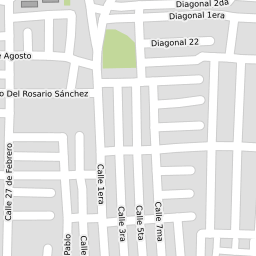 Diagonal 2da
Diagonal 1era
Diagonal 22
Agosto
Del Rosario Sánchez
Calle 27 de Febrero
Calle 1era
Calle 3ra
Calle 5ta
Calle 7ma
Pablo
Calle